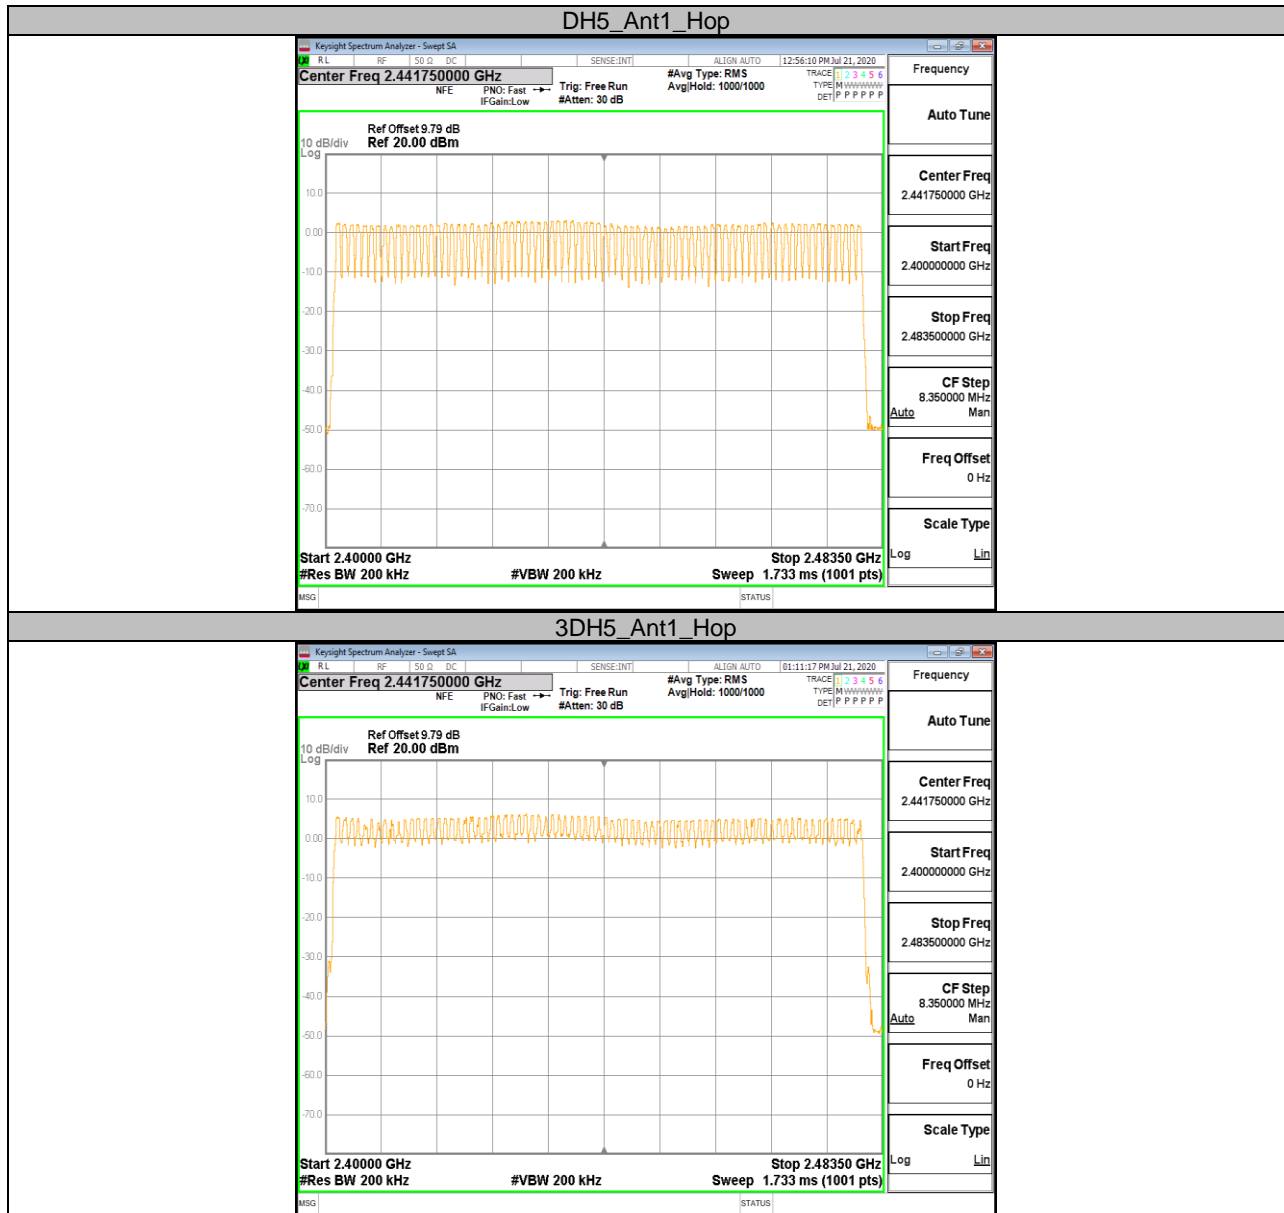 DH5_Ant1_Hop
Keysight Spectrum Analyzer - Swept SA
RL RF 50 Ω DC SENSE:INT ALIGN AUTO 12:56:10 PM Jul 21, 2020
Center Freq 2.441750000 GHz
NFE PNO: Fast Trig: Free Run #Avg Type: RMS TRACE 1 2 3 4 5 6
IFGain:Low #Atten: 30 dB Avg|Hold: 1000/1000 TYPE M WWWWW
DET P P P P P P
Ref Offset 9.79 dB
10 dB/div Ref 20.00 dBm
Log
10.0
0.00
-10.0
-20.0
-30.0
-40.0
-50.0
-60.0
-70.0
Start 2.40000 GHz Stop 2.48350 GHz
#Res BW 200 kHz #VBW 200 kHz Sweep 1.733 ms (1001 pts)
MSG STATUS
Frequency
Auto Tune
Center Freq
2.441750000 GHz
Start Freq
2.400000000 GHz
Stop Freq
2.483500000 GHz
CF Step
8.350000 MHz
Auto Man
Freq Offset
0 Hz
Scale Type
Log Lin
3DH5_Ant1_Hop
Keysight Spectrum Analyzer - Swept SA
RL RF 50 Ω DC SENSE:INT ALIGN AUTO 01:11:17 PM Jul 21, 2020
Center Freq 2.441750000 GHz
NFE PNO: Fast Trig: Free Run #Avg Type: RMS TRACE 1 2 3 4 5 6
IFGain:Low #Atten: 30 dB Avg|Hold: 1000/1000 TYPE M WWWWW
DET P P P P P P
Ref Offset 9.79 dB
10 dB/div Ref 20.00 dBm
Log
10.0
0.00
-10.0
-20.0
-30.0
-40.0
-50.0
-60.0
-70.0
Start 2.40000 GHz Stop 2.48350 GHz
#Res BW 200 kHz #VBW 200 kHz Sweep 1.733 ms (1001 pts)
MSG STATUS
Frequency
Auto Tune
Center Freq
2.441750000 GHz
Start Freq
2.400000000 GHz
Stop Freq
2.483500000 GHz
CF Step
8.350000 MHz
Auto Man
Freq Offset
0 Hz
Scale Type
Log Lin